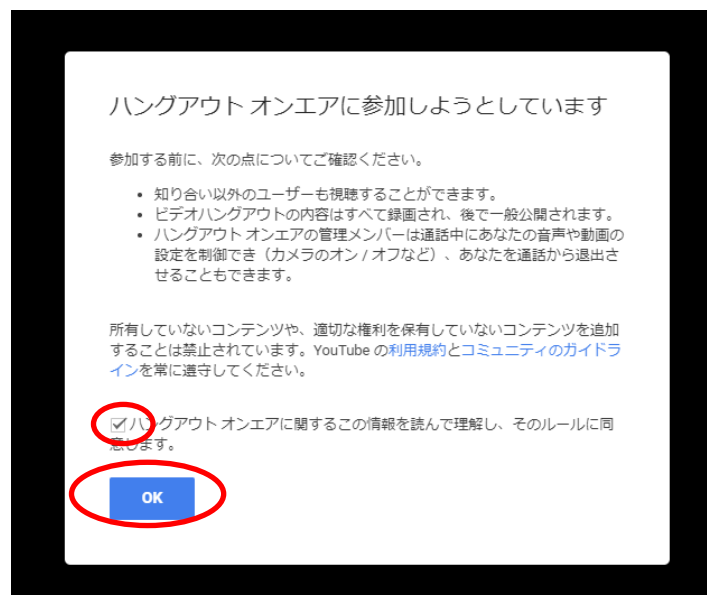 ハングアウト オンエアに参加しようとしています
参加する前に、次の点についてご確認ください。
• 知り合い以外のユーザーも視聴することができます。
• ビデオハングアウトの内容はすべて録画され、後で一般公開されます。
• ハングアウト オンエアの管理メンバーは通話中にあなたの音声や動画の
設定を制御でき（カメラのオン / オフなど）、あなたを通話から退出さ
せることもできます。
所有していないコンテンツや、適切な権利を保有していないコンテンツを追加
することは禁止されています。YouTube の利用規約とコミュニティのガイドラ
インを常に遵守してください。
ハングアウト オンエアに関するこの情報を読んで理解し、そのルールに同
意します。
OK